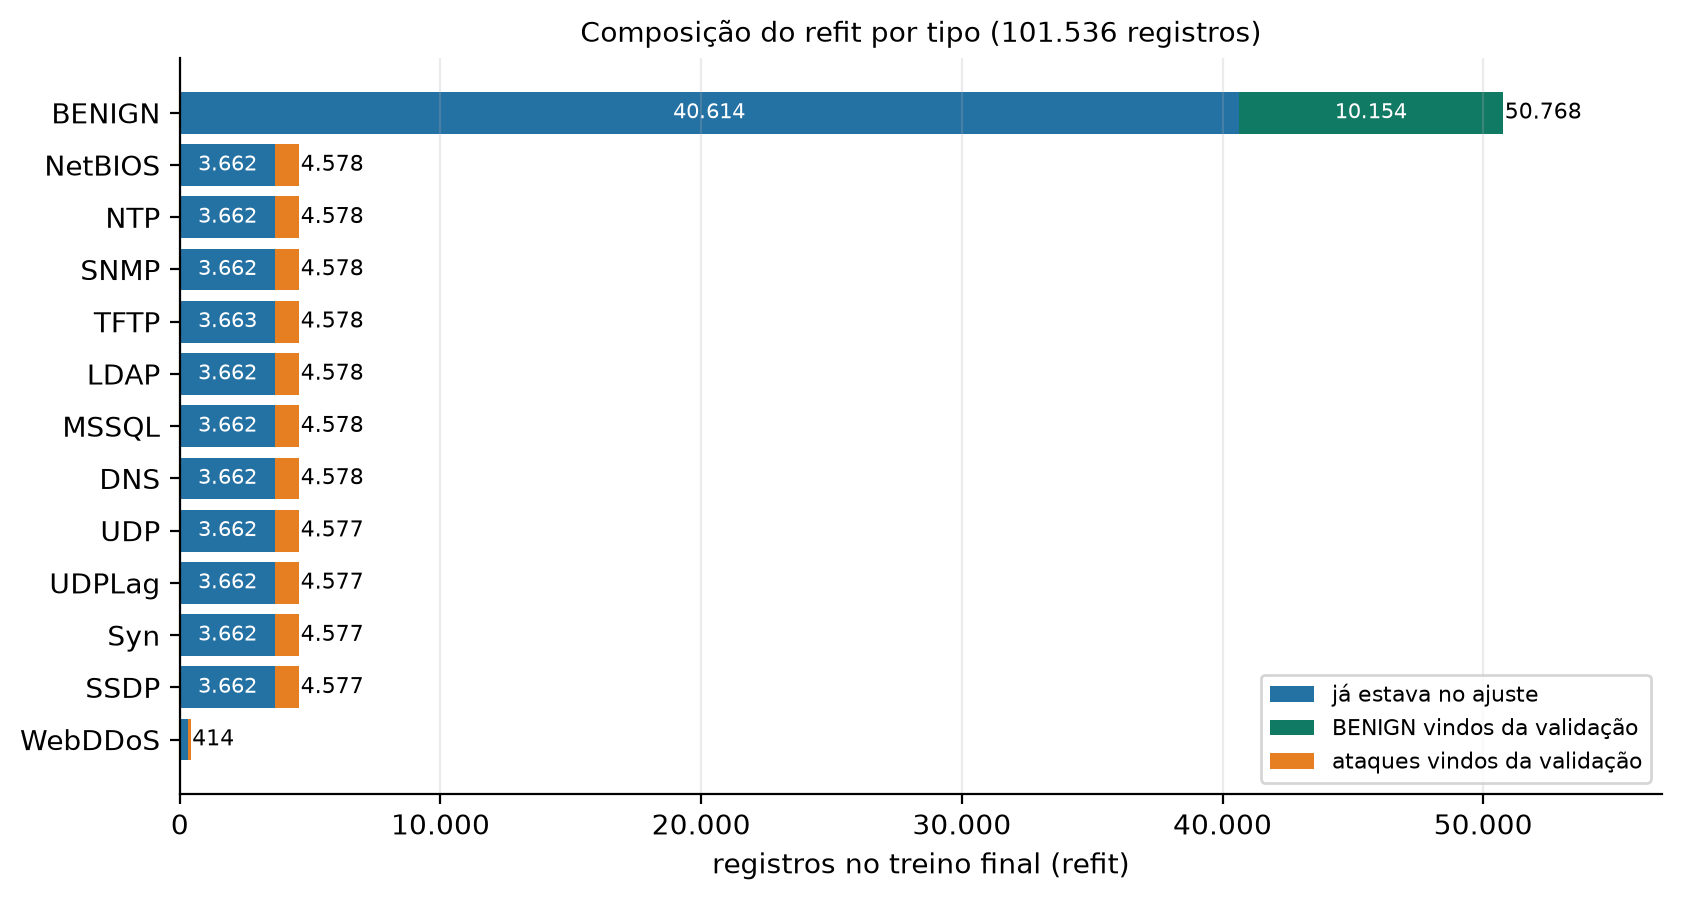 Composição do refit por tipo (101.536 registros)
BENIGN 40.614 10.154 50.768
NetBIOS 3.662 4.578
NTP 3.662 4.578
SNMP 3.662 4.578
TFTP 3.663 4.578
LDAP 3.662 4.578
MSSQL 3.662 4.578
DNS 3.662 4.578
UDP 3.662 4.577
UDPLag 3.662 4.577
Syn 3.662 4.577
SSDP 3.662 4.577
WebDDoS 414
já estava no ajuste
BENIGN vindos da validação
ataques vindos da validação
0 10.000 20.000 30.000 40.000 50.000
registros no treino final (refit)